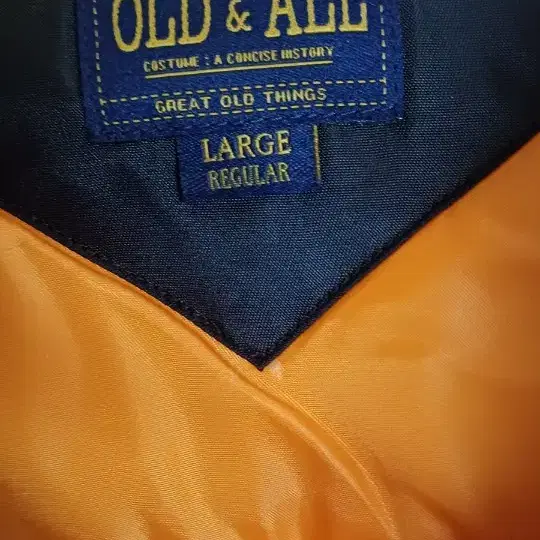 OLD & ALL
COSTUME : A CONCISE HISTORY
GREAT OLD THINGS
LARGE
REGULAR